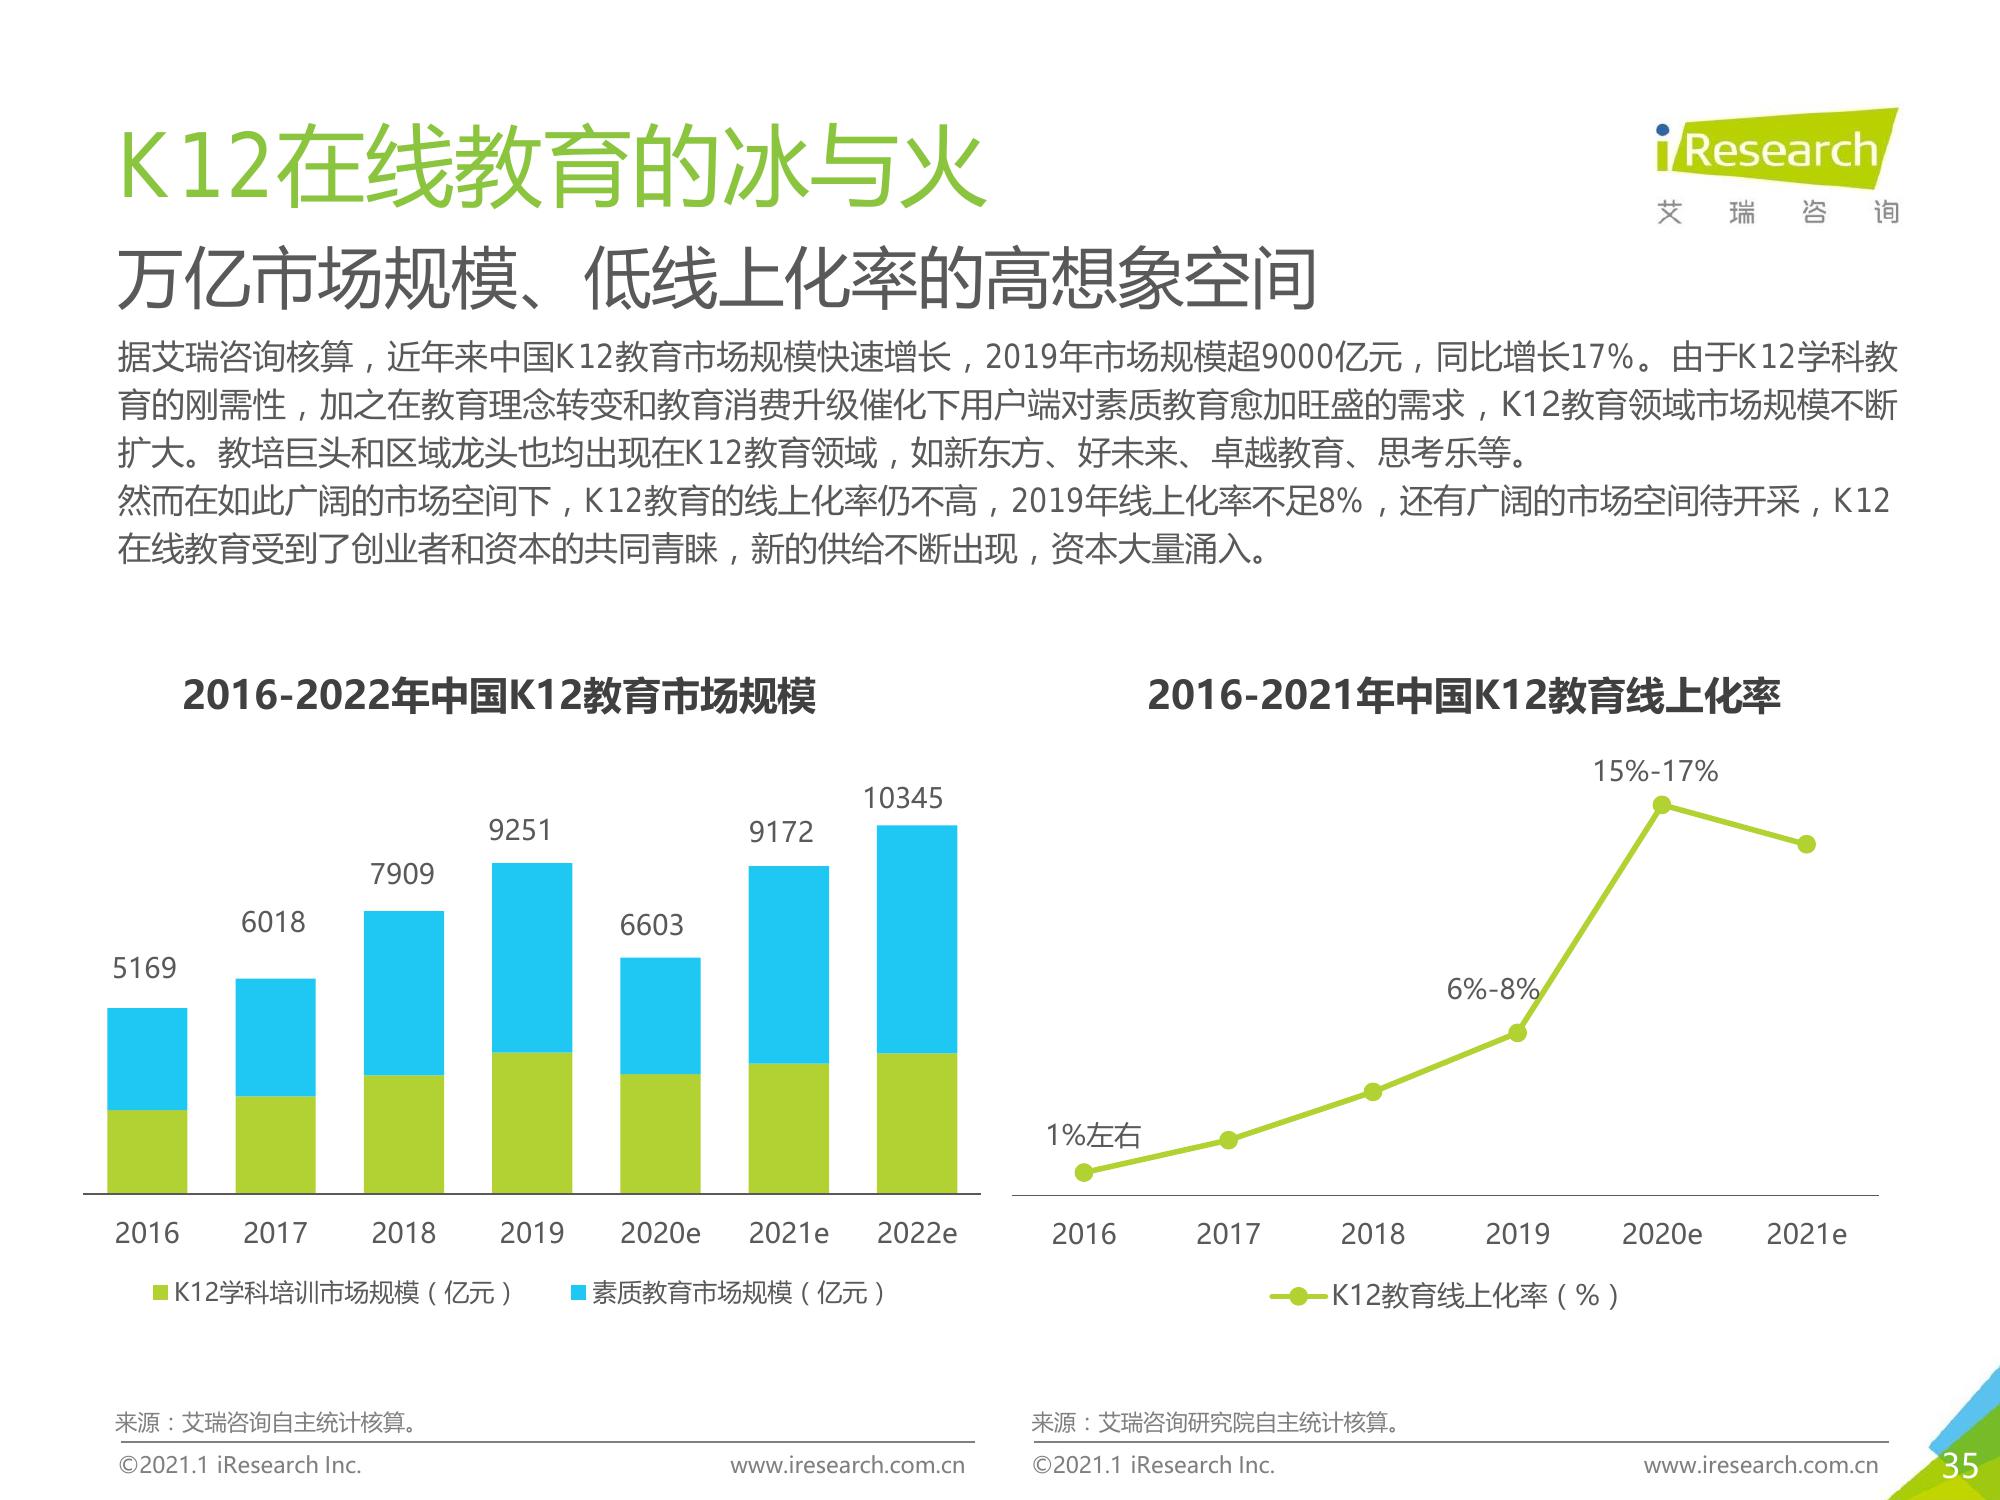 K12在线教育的冰与火
iResearch
艾 瑞 咨 询
万亿市场规模、低线上化率的高想象空间
据艾瑞咨询核算，近年来中国K12教育市场规模快速增长，2019年市场规模超9000亿元，同比增长17%。由于K12学科教
育的刚需性，加之在教育理念转变和教育消费升级催化下用户端对素质教育愈加旺盛的需求，K12教育领域市场规模不断
扩大。教培巨头和区域龙头也均出现在K12教育领域，如新东方、好未来、卓越教育、思考乐等。
然而在如此广阔的市场空间下，K12教育的线上化率仍不高，2019年线上化率不足8%，还有广阔的市场空间待开采，K12
在线教育受到了创业者和资本的共同青睐，新的供给不断出现，资本大量涌入。
2016-2022年中国K12教育市场规模
5169
6018
7909
9251
6603
9172
10345
2016 2017 2018 2019 2020e 2021e 2022e
K12学科培训市场规模（亿元） 素质教育市场规模（亿元）
来源：艾瑞咨询自主统计核算。
©2021.1 iResearch Inc. www.iresearch.com.cn
2016-2021年中国K12教育线上化率
1%左右
6%-8%
15%-17%
2016 2017 2018 2019 2020e 2021e
K12教育线上化率（%）
来源：艾瑞咨询研究院自主统计核算。
©2021.1 iResearch Inc. www.iresearch.com.cn
35